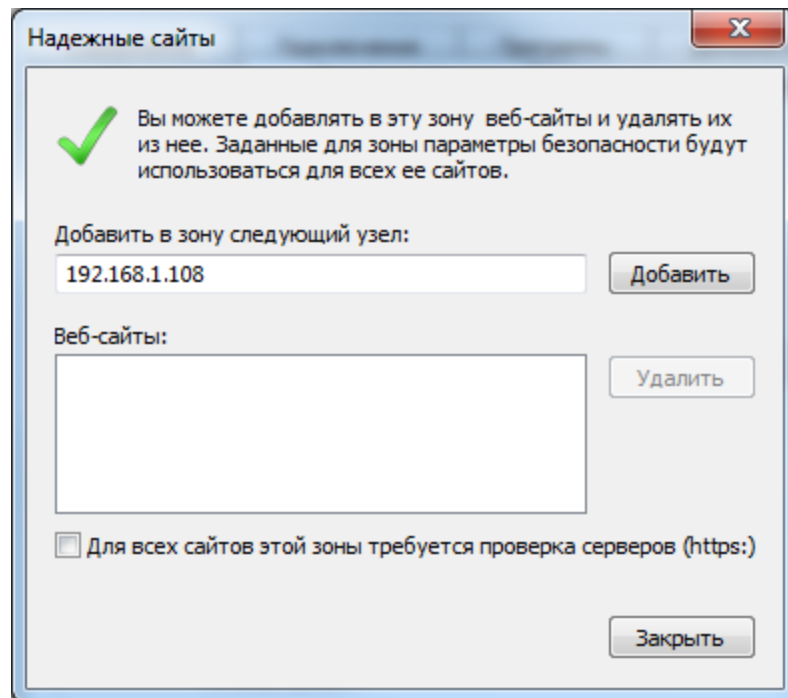 Надежные сайты
Вы можете добавлять в эту зону веб-сайты и удалять их
из нее. Заданные для зоны параметры безопасности будут
использоваться для всех ее сайтов.
Добавить в зону следующий узел:
192.168.1.108
Добавить
Веб-сайты:
Удалить
Для всех сайтов этой зоны требуется проверка серверов (https:)
Закрыть